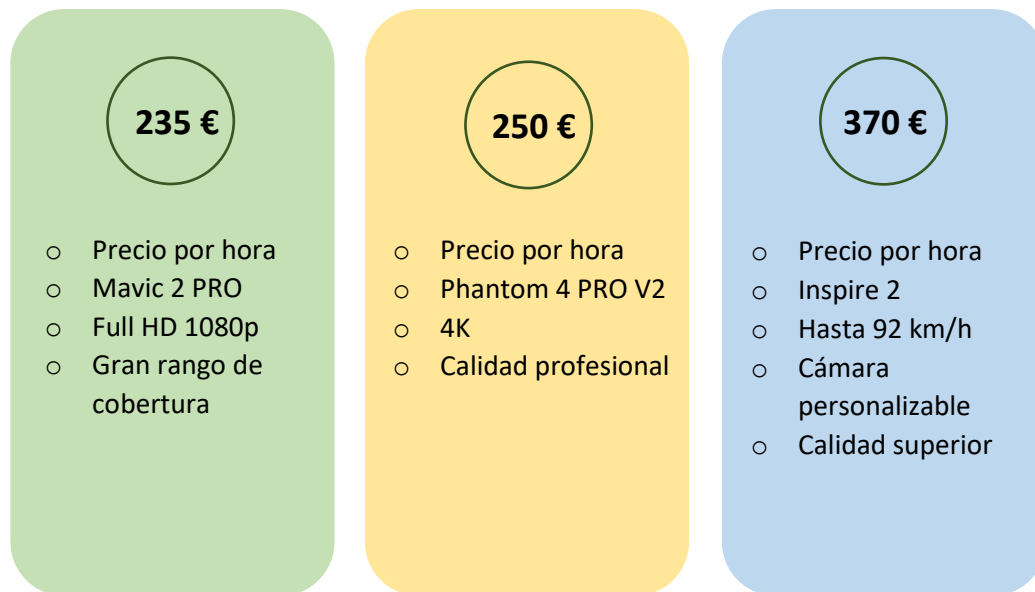 235 €
o Precio por hora
o Mavic 2 PRO
o Full HD 1080p
o Gran rango de
cobertura
250 €
o Precio por hora
o Phantom 4 PRO V2
o 4K
o Calidad profesional
370 €
o Precio por hora
o Inspire 2
o Hasta 92 km/h
o Cámara
personalizable
o Calidad superior